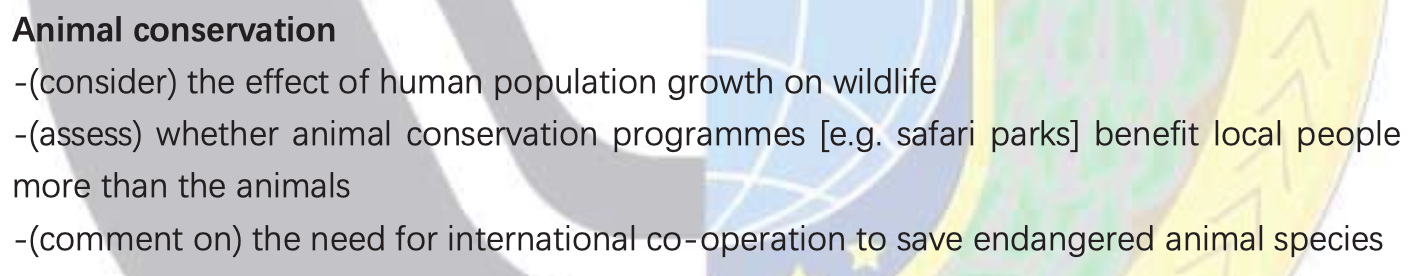 Animal conservation
-(consider) the effect of human population growth on wildlife
-(assess) whether animal conservation programmes [e.g. safari parks] benefit local people
more than the animals
-(comment on) the need for international co-operation to save endangered animal species